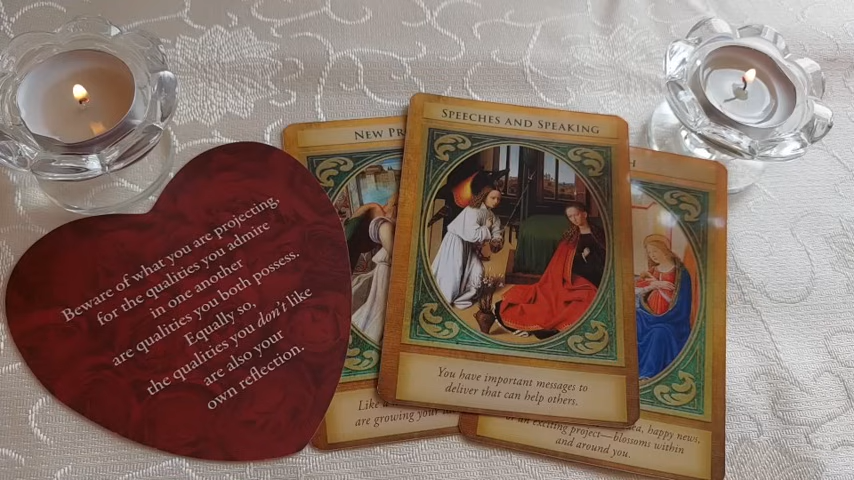 Beware of what you are projecting,
for the qualities you admire
in one another
are qualities you both possess.
Equally so,
the qualities you don't like
are also your
own reflection.
NEW PR
SPEECHES AND SPEAKING
You have important messages to
deliver that can help others.
H
Like a
are growing your
happy news,
or an exciting project—blossoms within
and around you.